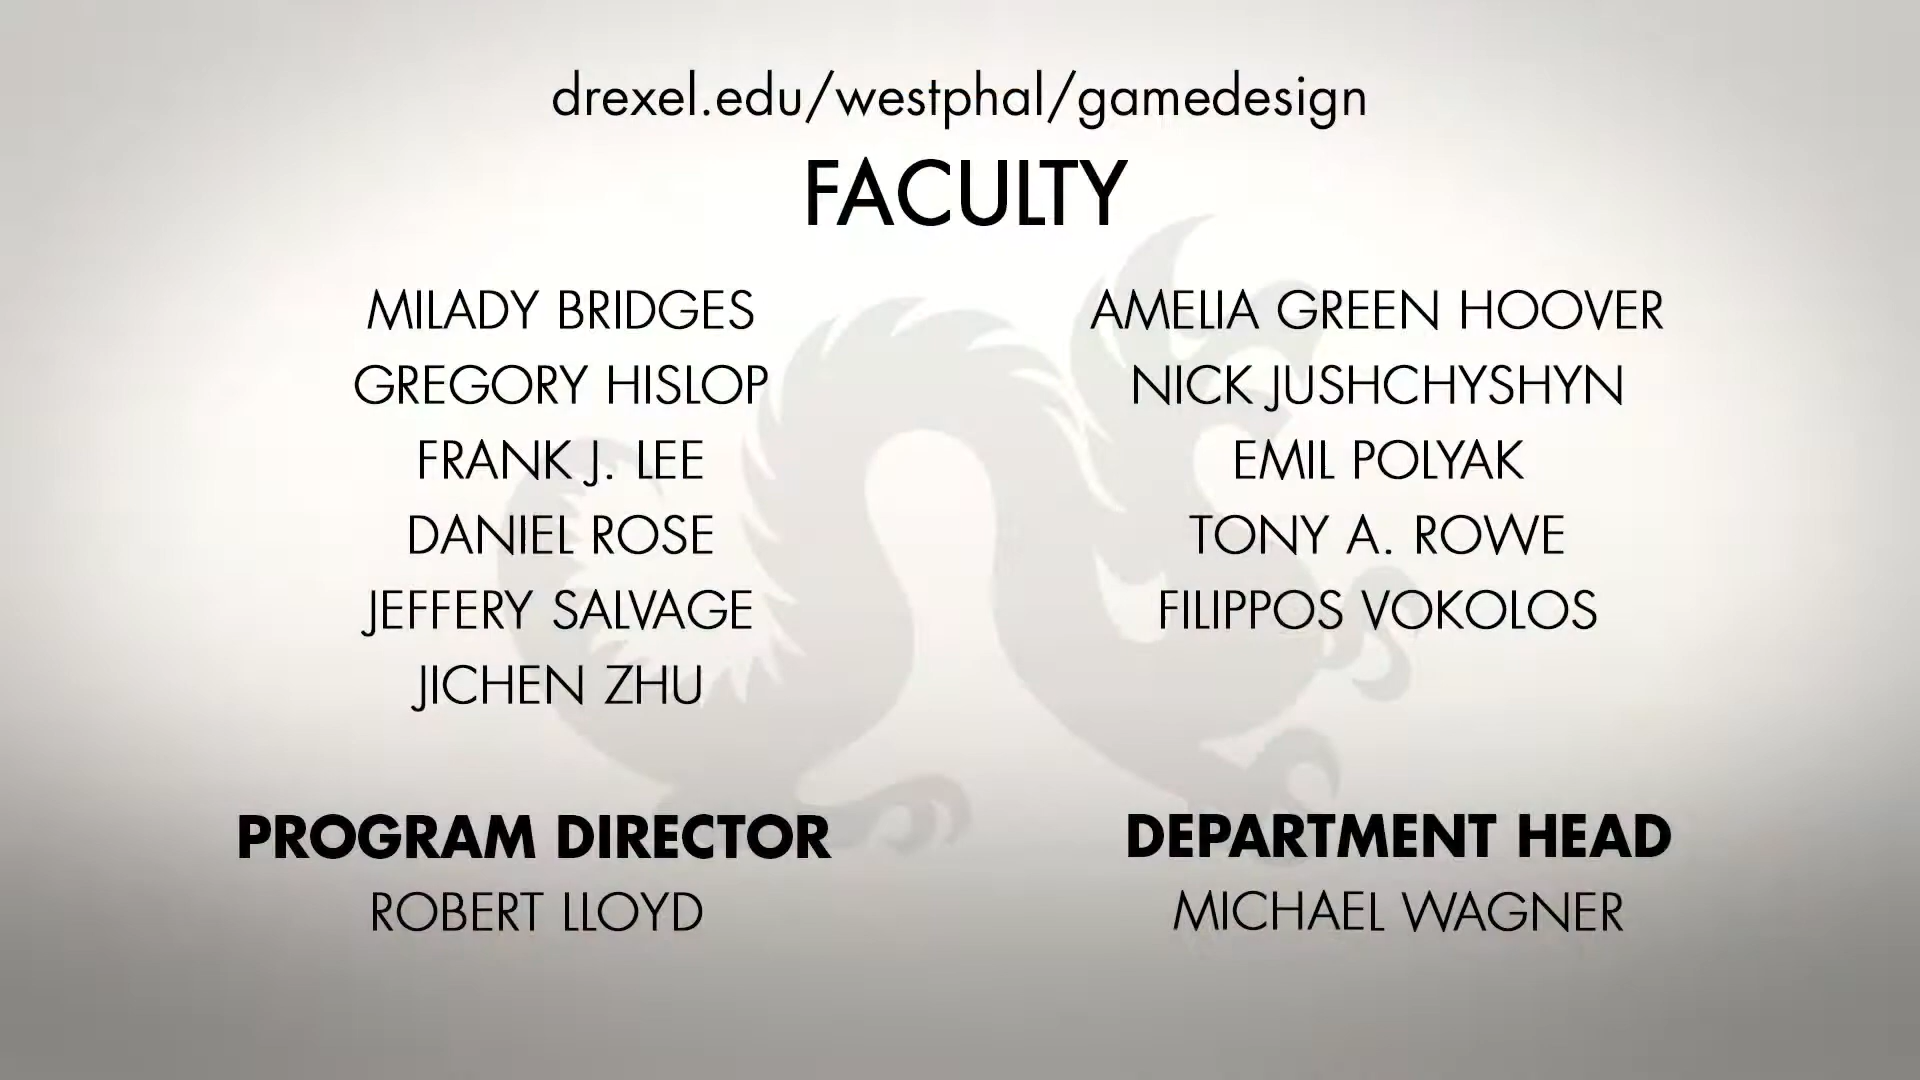 drexel.edu/westphal/gamedesign
FACULTY
MILADY BRIDGES
GREGORY HISLOP
FRANK J. LEE
DANIEL ROSE
JEFFERY SALVAGE
JICHEN ZHU
AMELIA GREEN HOOVER
NICK JUSHCHYSHYN
EMIL POLYAK
TONY A. ROWE
FILIPPOS VOKOLOS
PROGRAM DIRECTOR
ROBERT LLOYD
DEPARTMENT HEAD
MICHAEL WAGNER